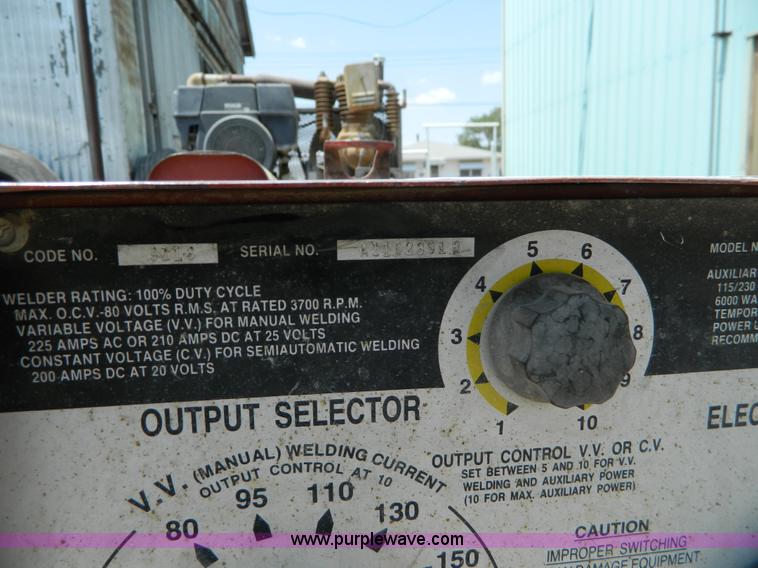 CODE NO.
SERIAL NO.
MODEL N
WELDER RATING: 100% DUTY CYCLE
MAX. O.C.V.-80 VOLTS R.M.S. AT RATED 3700 R.P.M.
VARIABLE VOLTAGE (V.V.) FOR MANUAL WELDING
225 AMPS AC OR 210 AMPS DC AT 25 VOLTS
CONSTANT VOLTAGE (C.V.) FOR SEMIAUTOMATIC WELDING
200 AMPS DC AT 20 VOLTS
1
2
3
4
5
6
7
8
9
10
AUXILIAR
115/230
6000 WA
TEMPOR
POWER U
RECOMM
OUTPUT SELECTOR
V.V. (MANUAL) WELDING CURRENT
OUTPUT CONTROL AT 10
80
95
110
130
150
OUTPUT CONTROL V.V. OR C.V.
SET BETWEEN 5 AND 10 FOR V.V.
WELDING AND AUXILIARY POWER
(10 FOR MAX. AUXILIARY POWER)
ELEC
CAUTION
IMPROPER SWITCHING
DAMAGE EQUIPMENT
www.purplewave.com